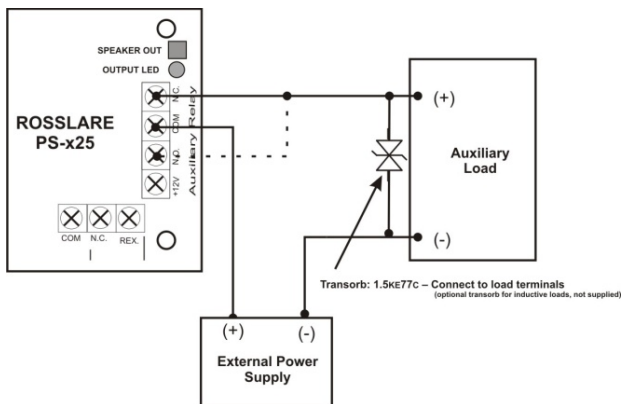 SPEAKER OUT
OUTPUT LED
ROSSLARE
PS-x25
N.C.
COM
N.O.
+12V
Auxiliary Relay
COM N.C. REX.
(+)
Auxiliary
Load
(-)
Transorb: 1.5KE77C – Connect to load terminals
(optional transorb for inductive loads, not supplied)
(+) (-)
External Power
Supply